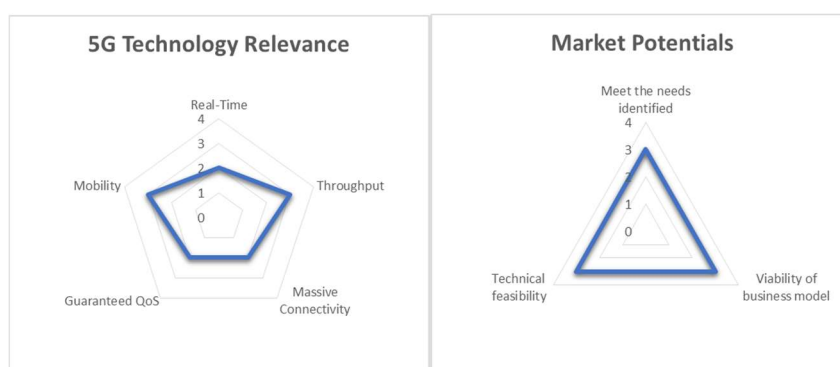 5G Technology Relevance
Real-Time
4
3
2
1
0
Mobility
Throughput
Guaranteed QoS
Massive
Connectivity
Market Potentials
Meet the needs
identified
4
3
2
1
0
Technical
feasibility
Viability of
business model